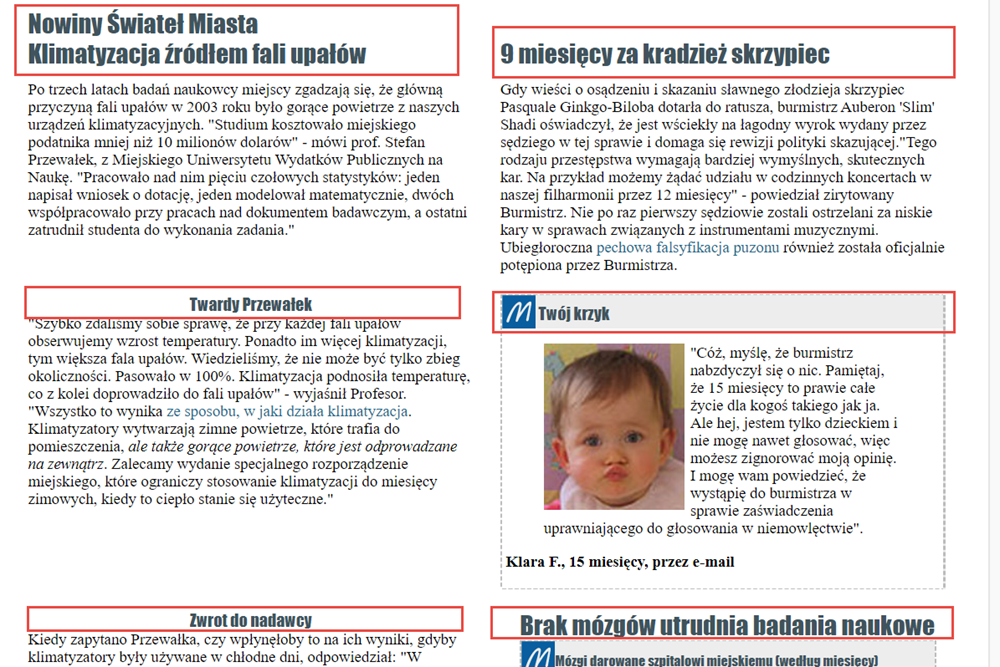 Nowiny Świateł Miasta
Klimatyzacja źródłem fali upałów
Po trzech latach badań naukowcy miejscy zgadzają się, że główną
przyczyną fali upałów w 2003 roku było gorące powietrze z naszych
urządzeń klimatyzacyjnych. "Studium kosztowało miejskiego
podatnika mniej niż 10 milionów dolarów" - mówi prof. Stefan
Przewałek, z Miejskiego Uniwersytetu Wydatków Publicznych na
Naukę. "Pracowało nad nim pięciu czołowych statystyków: jeden
napisał wniosek o dotację, jeden modelował matematycznie, dwóch
współpracowało przy pracach nad dokumentem badawczym, a ostatni
zatrudnił studenta do wykonania zadania."
Twardy Przewałek
"Szybko zdaliśmy sobie sprawę, że przy każdej fali upałów
obserwujemy wzrost temperatury. Ponadto im więcej klimatyzacji,
tym większa fala upałów. Wiedzieliśmy, że nie może być tylko zbieg
okoliczności. Pasowało w 100%. Klimatyzacja podnosiła temperaturę,
co z kolei doprowadziło do fali upałów" - wyjaśnił Profesor.
"Wszystko to wynika ze sposobu, w jaki działa klimatyzacja.
Klimatyzatory wytwarzają zimne powietrze, które trafia do
pomieszczenia, ale także gorące powietrze, które jest odprowadzane
na zewnątrz. Zalecamy wydanie specjalnego rozporządzenie
miejskiego, które ograniczy stosowanie klimatyzacji do miesięcy
zimowych, kiedy to ciepło stanie się użyteczne."
Zwrot do nadawcy
Kiedy zapytano Przewałka, czy wpłynęłoby to na ich wyniki, gdyby
klimatyzatory były używane w chłodne dni, odpowiedział: "W
9 miesięcy za kradzież skrzypiec
Gdy wieści o osądzeniu i skazaniu sławnego złodzieja skrzypiec
Pasquale Ginkgo-Biloba dotarła do ratusza, burmistrz Auberon 'Slim'
Shadi oświadczył, że jest wściekły na łagodny wyrok wydany przez
sędziego w tej sprawie i domaga się rewizji polityki skazującej."Tego
rodzaju przestępstwa wymagają bardziej wymyślnych, skutecznych
kar. Na przykład możemy żądać udziału w codzinnych koncertach w
naszej filharmonii przez 12 miesięcy" - powiedział zirytowany
Burmistrz. Nie po raz pierwszy sędziowie zostali ostrzelani za niskie
kary w sprawach związanych z instrumentami muzycznymi.
Ubiegłoroczna pechowa falsyfikacja puzonu również została oficjalnie
potępiona przez Burmistrza.
Twój krzyk
"Cóż, myślę, że burmistrz
nabzdyczył się o nic. Pamiętaj,
że 15 miesięcy to prawie całe
życie dla kogoś takiego jak ja.
Ale hej, jestem tylko dzieckiem i
nie mogę nawet głosować, więc
możesz zignorować moją opinię.
I mogę wam powiedzieć, że
wystąpię do burmistrza w
sprawie zaświadczenia
uprawniającego do głosowania w niemowlęctwie".
Klara F., 15 miesięcy, przez e-mail
Brak mózgów utrudnia badania naukowe
Mózgi darowane szpitalowi miejskiemu (według miesięcy)